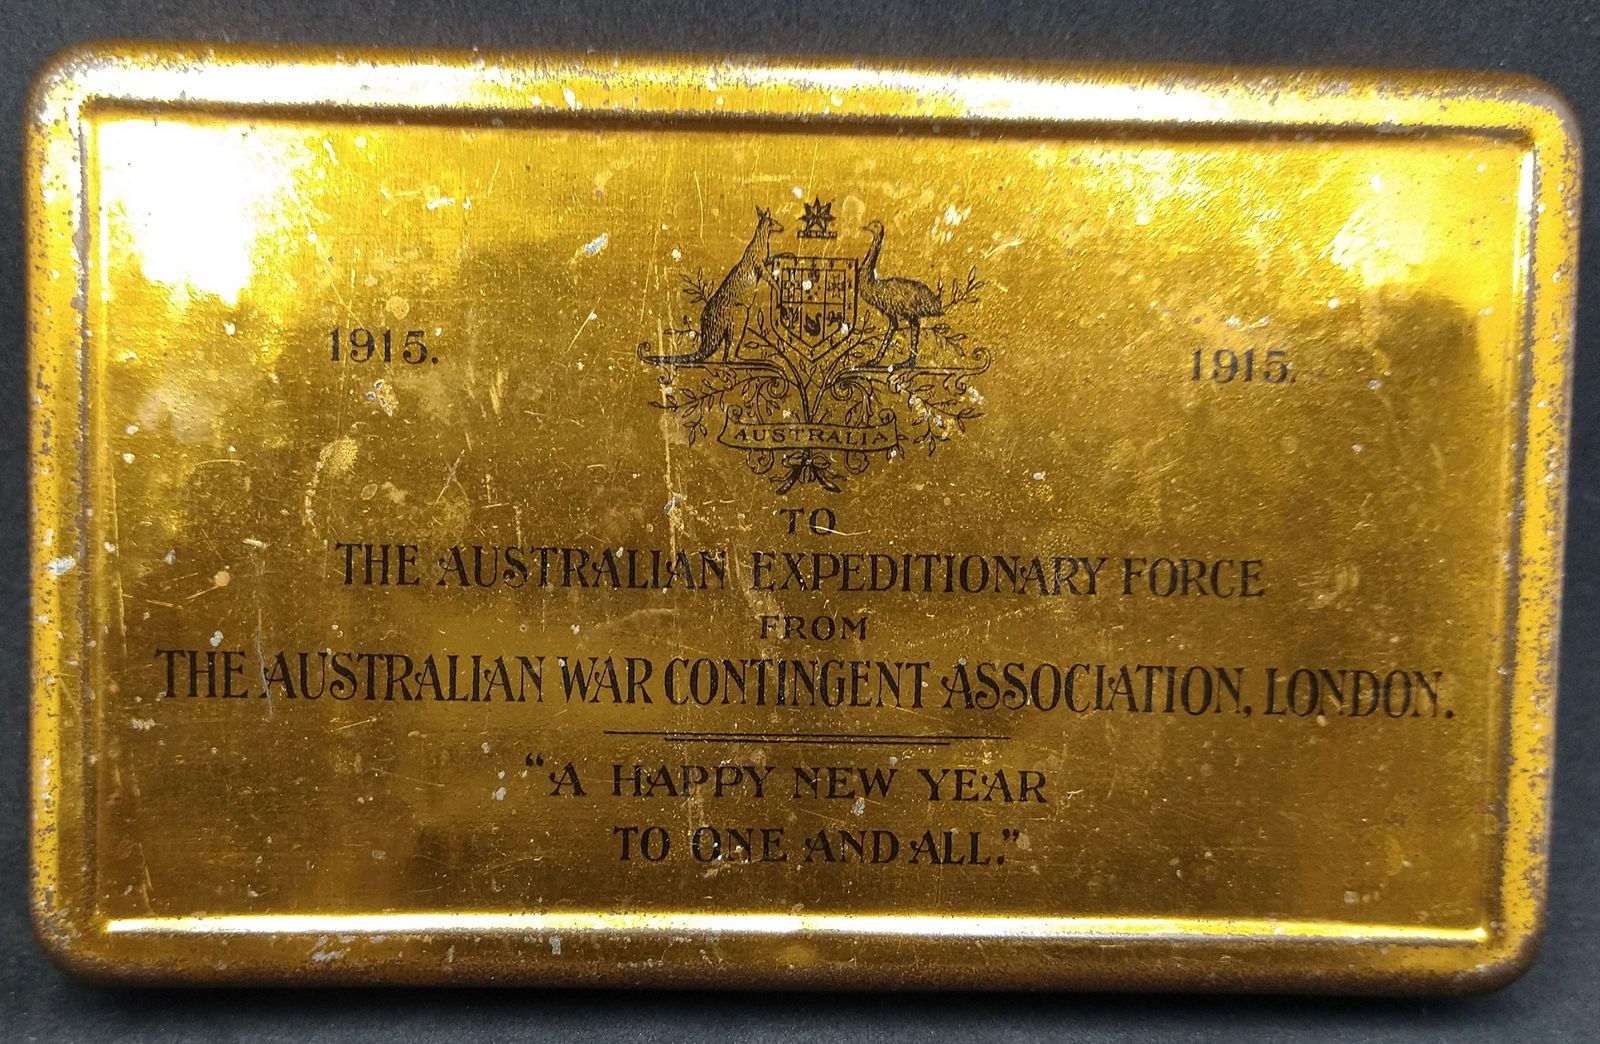 1915. 1915.
AUSTRALIA
TO
THE AUSTRALIAN EXPEDITIONARY FORCE
FROM
THE AUSTRALIAN WAR CONTINGENT ASSOCIATION, LONDON.
“A HAPPY NEW YEAR
TO ONE AND ALL.”